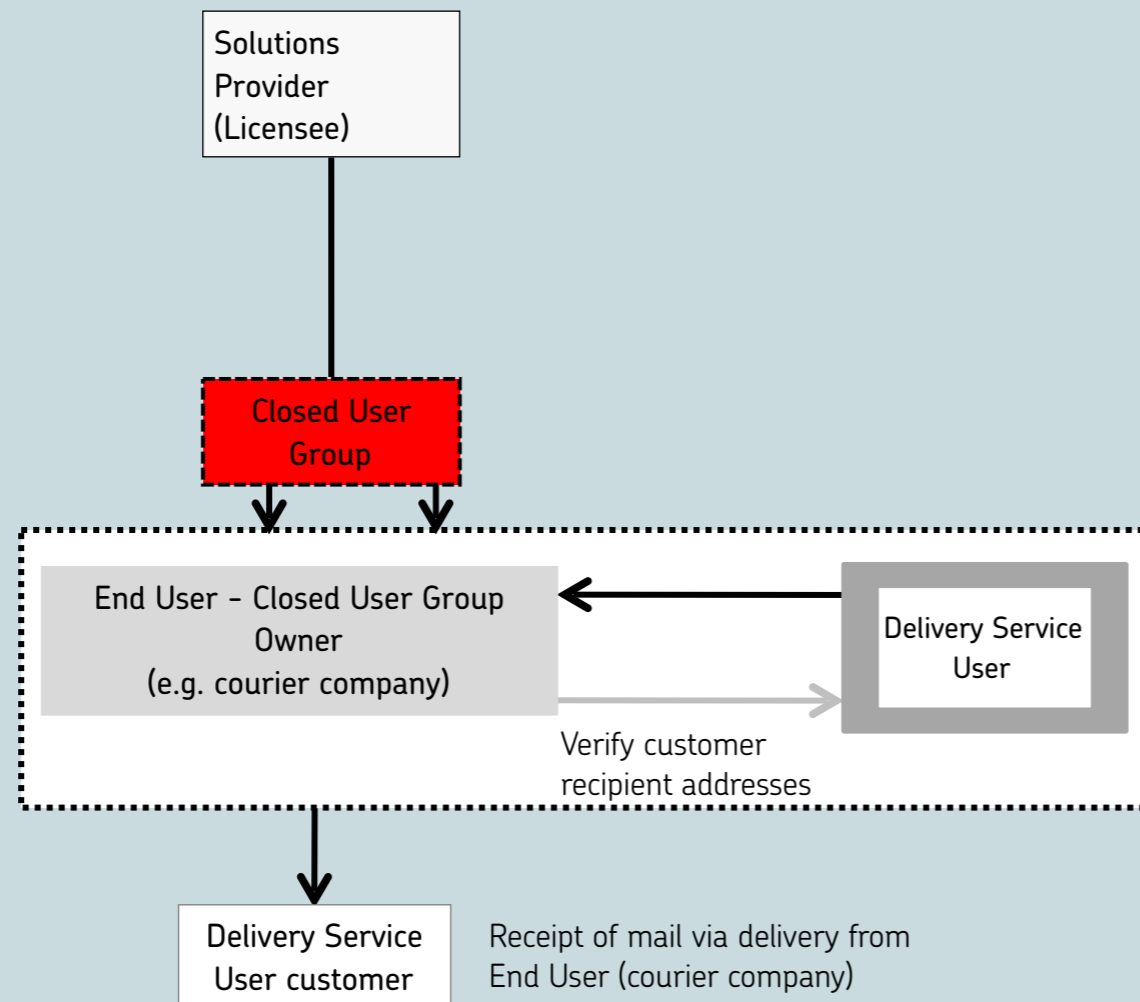 Solutions
Provider
(Licensee)
Closed User
Group
End User - Closed User Group
Owner
(e.g. courier company)
Delivery Service
User
Verify customer
recipient addresses
Delivery Service
User customer
Receipt of mail via delivery from
End User (courier company)